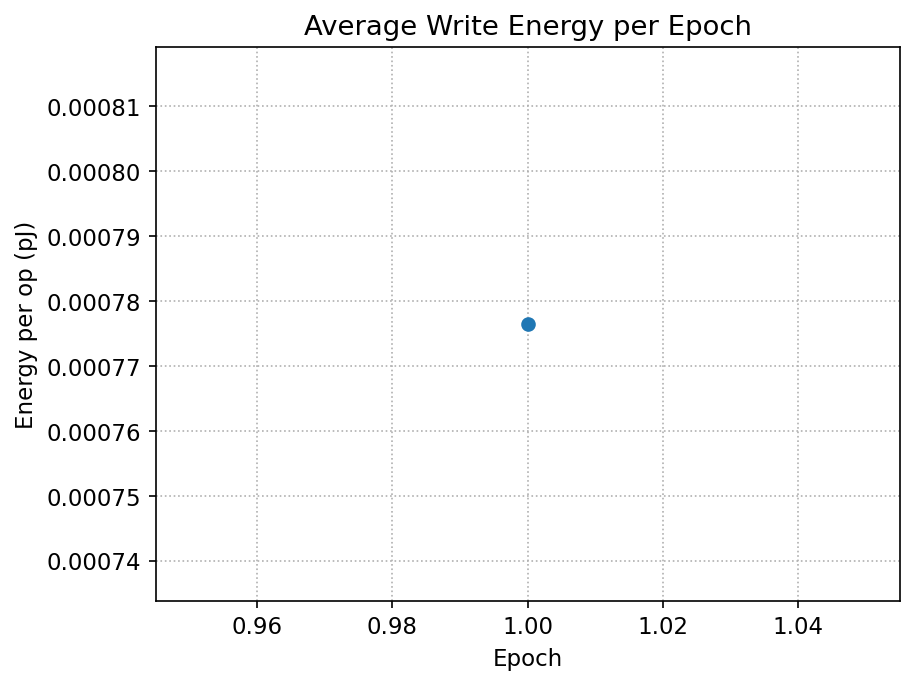 Average Write Energy per Epoch
Energy per op (pJ)
0.00081
0.00080
0.00079
0.00078
0.00077
0.00076
0.00075
0.00074
0.96 0.98 1.00 1.02 1.04
Epoch